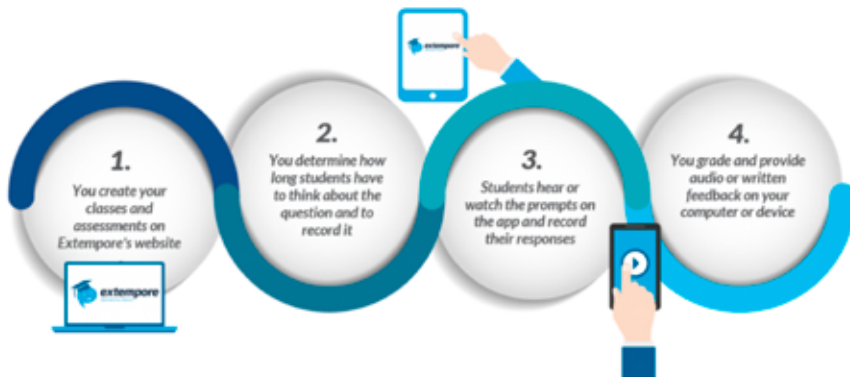 1.
You create your
classes and
assessments on
Extempore's website
extempore
2.
You determine how
long students have
to think about the
question and to
record it
extempore
3.
Students hear or
watch the prompts on
the app and record
their responses
4.
You grade and provide
audio or written
feedback on your
computer or device